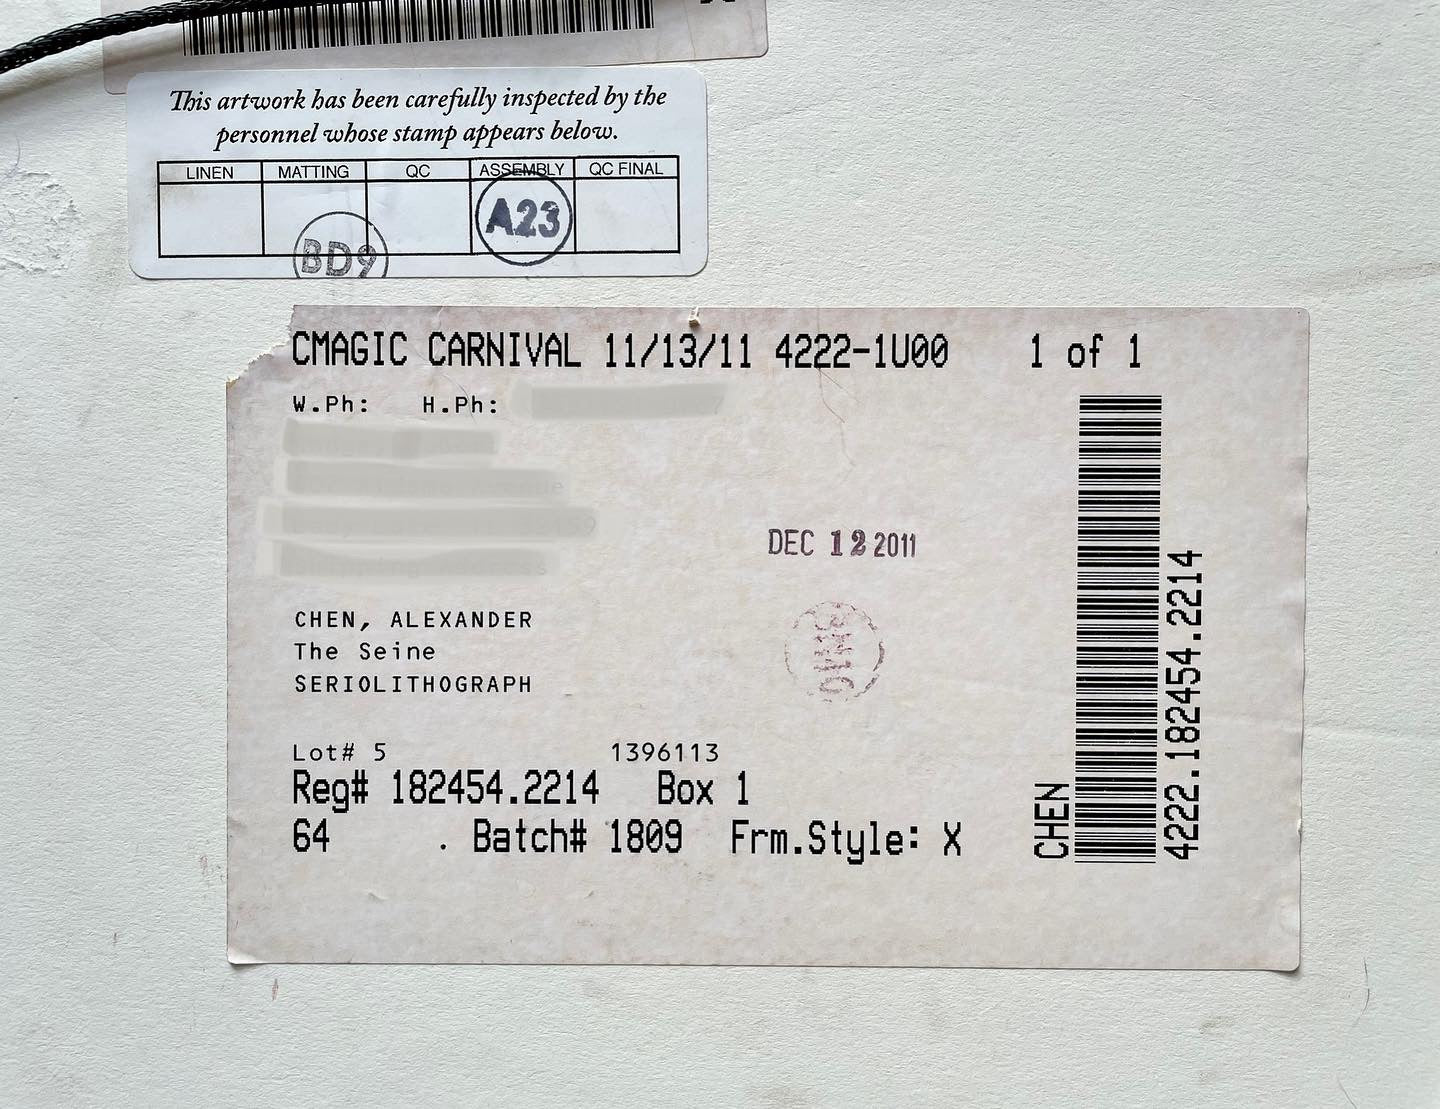 This artwork has been carefully inspected by the
personnel whose stamp appears below.
LINEN MATTING QC ASSEMBLY QC FINAL
BD9 A23
CMAGIC CARNIVAL 11/13/11 4222-1U00 1 of 1
W.Ph: H.Ph:
DEC 12 2011
CHEN, ALEXANDER
The Seine
SERIOLITHOGRAPH
Lot# 5 1396113
Reg# 182454.2214 Box 1
64 . Batch# 1809 Frm.Style: X
CHEN
4222.182454.2214